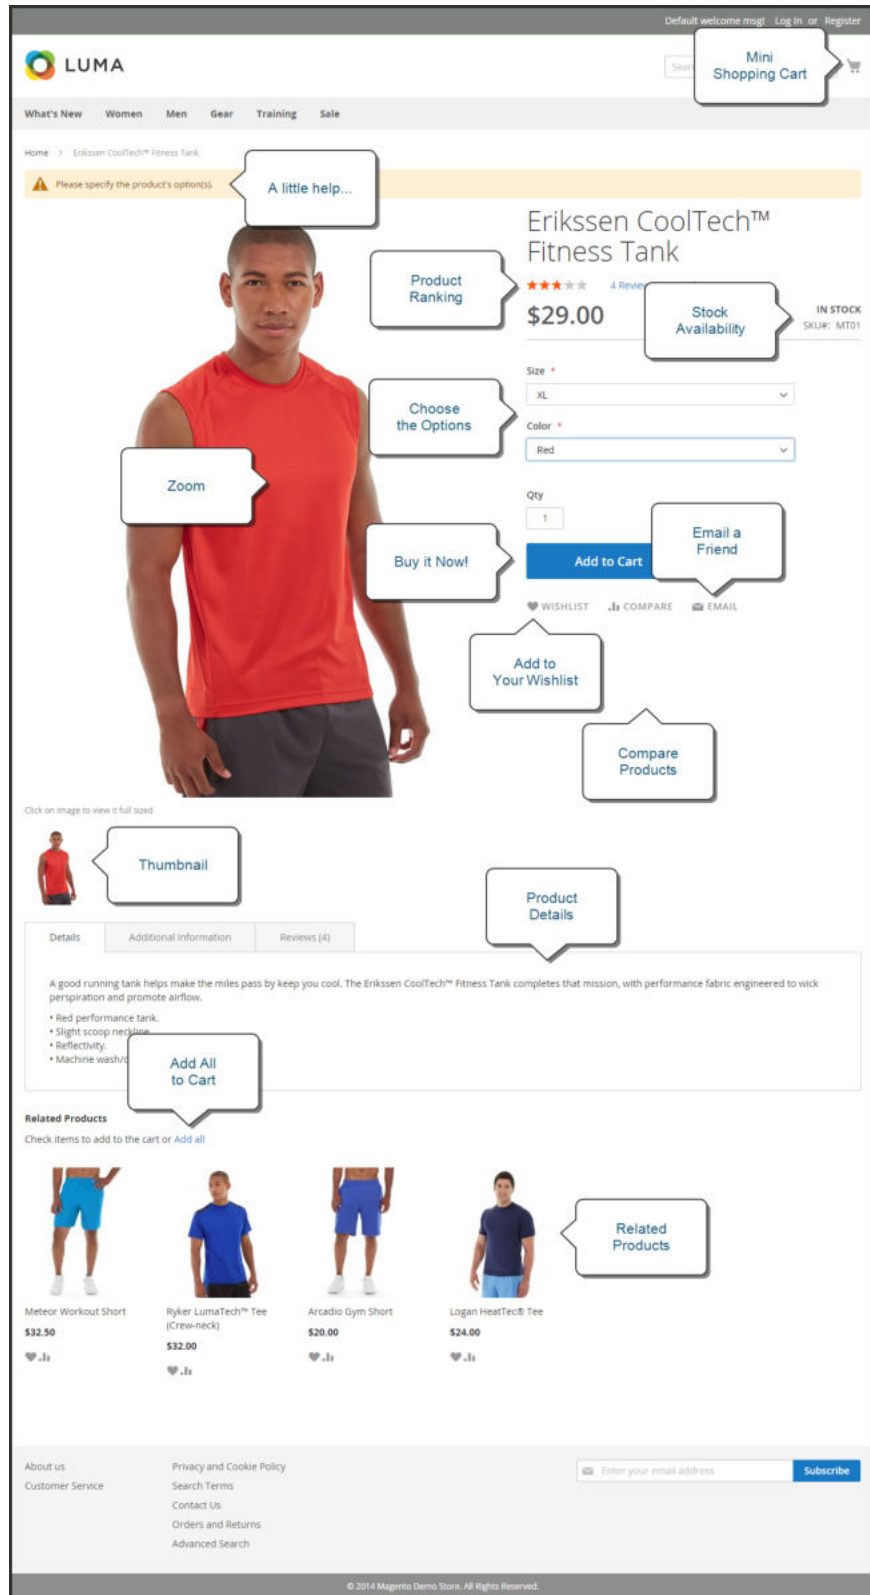 Default welcome msg! Log In or Register
LUMA
Mini
Shopping Cart
What's New Women Men Gear Training Sale
Home > Erikssen CoolTech™ Fitness Tank
Please specify the product's option(s).
A little help...
Erikssen CoolTech™
Fitness Tank
Product
Ranking
4
$29.00
Stock
Availability
IN STOCK
SKU#: MT01
Size *
XL
Choose
the Options
Color *
Red
Zoom
Qty
1
Email a
Friend
Buy it Now!
Add to Cart
WISHLIST COMPARE EMAIL
Add to
Your Wishlist
Compare
Products
Click on image to view it full sized
Thumbnail
Product
Details
Details Additional Information Reviews (4)
A good running tank helps make the miles pass by keep you cool. The Erikssen CoolTech™ Fitness Tank completes that mission, with performance fabric engineered to wick
perspiration and promote airflow.
• Red performance tank.
• Slight scoop neckline.
• Reflectivity.
• Machine
Add All
to Cart
Related Products
Check items to add to the cart or Add all
Related
Products
Meteor Workout Short
$32.50
Ryker LumaTech™ Tee
(Crew-neck)
$32.00
Arcadio Gym Short
$20.00
Logan HeatTec® Tee
$24.00
About us
Customer Service
Privacy and Cookie Policy
Search Terms
Contact Us
Orders and Returns
Advanced Search
Enter your email address
Subscribe
© 2014 Magento Demo Store. All Rights Reserved.